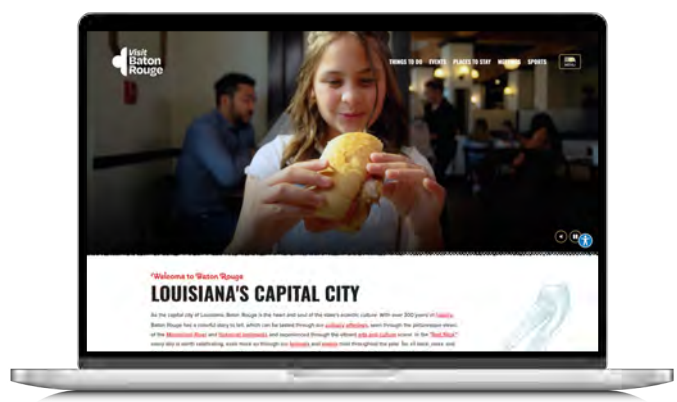 Visit
Baton
Rouge
THINGS TO DO EVENTS PLACES TO STAY MEETINGS SPORTS
MENU
Welcome to Baton Rouge
LOUISIANA'S CAPITAL CITY
As the capital city of Louisiana, Baton Rouge is the heart and soul of the state's eclectic culture. With over 300 years of history,
Baton Rouge has a colorful story to tell, which can be tasted through our culinary offerings, seen through the picturesque views
of the Mississippi River and historical landmarks and experienced through the vibrant arts and culture scene. In the "Red Stick,"
every day is worth celebrating, even more so through our festivals and events held throughout the year. So, sit back, relax and